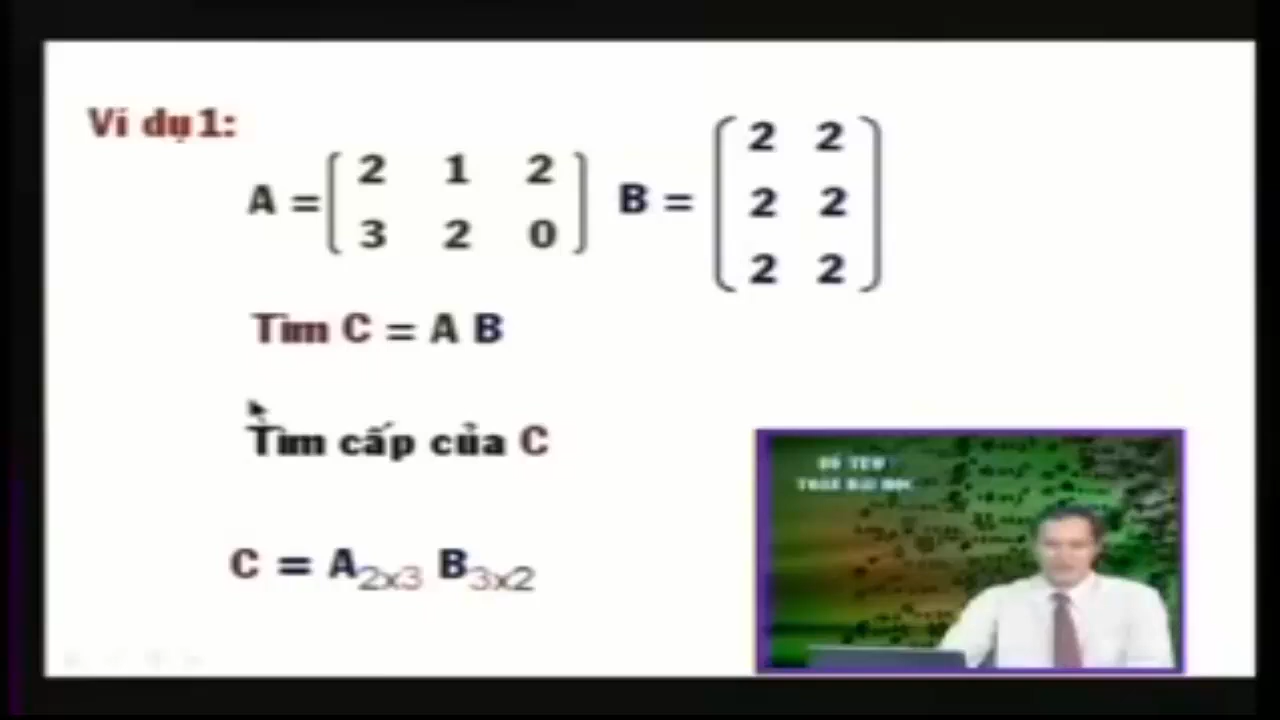 Ví dụ 1:
A = [ 2 1 2
3 2 0 ]
B = ( 2 2
2 2
2 2 )
Tìm C = A B
Tìm cấp của C
C = A2x3 B3x2